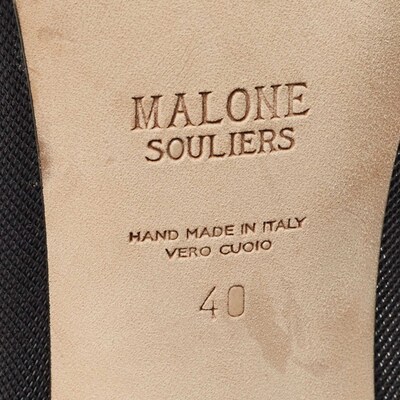 MALONE
SOULIERS
HAND MADE IN ITALY
VERO CUOIO
40